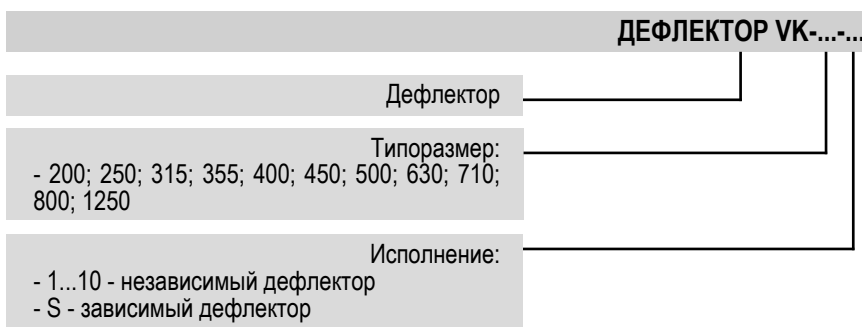 ДЕФЛЕКТОР VK-...-...
Дефлектор
Типоразмер:
- 200; 250; 315; 355; 400; 450; 500; 630; 710;
800; 1250
Исполнение:
- 1...10 - независимый дефлектор
- S - зависимый дефлектор